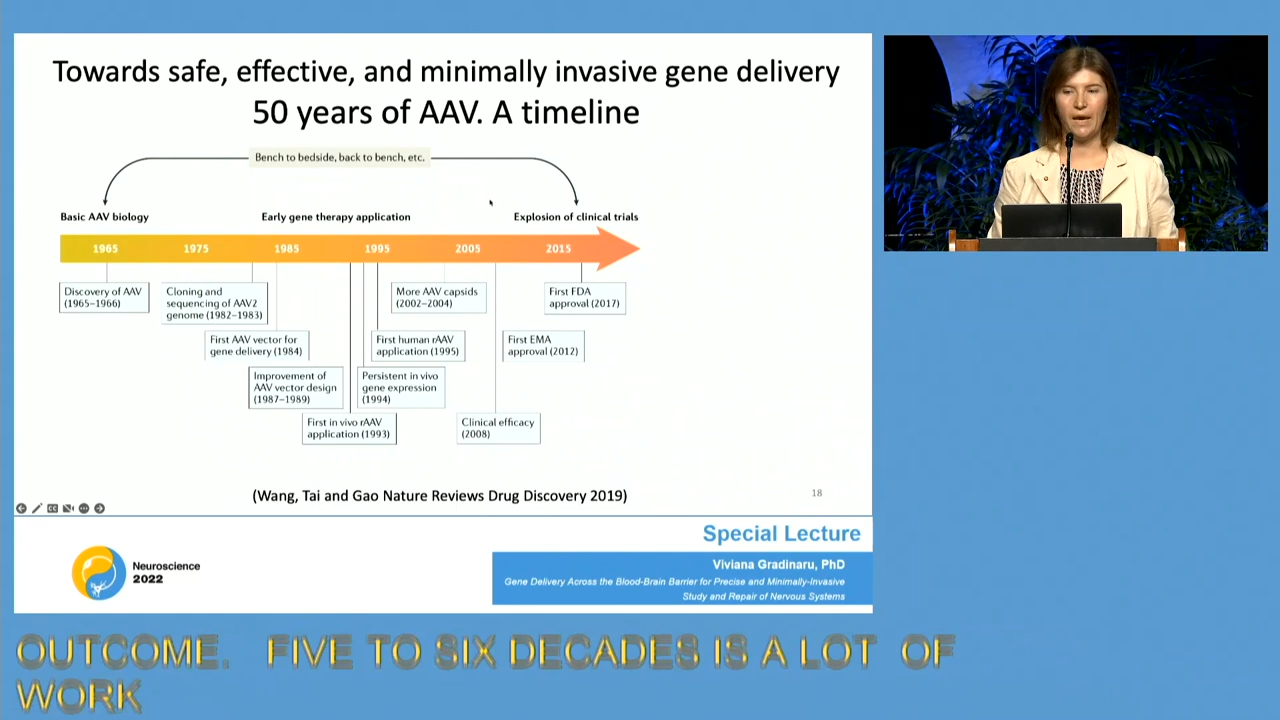 Towards safe, effective, and minimally invasive gene delivery
50 years of AAV. A timeline
Bench to bedside, back to bench, etc.
Basic AAV biology
Early gene therapy application
Explosion of clinical trials
1965
1975
1985
1995
2005
2015
Discovery of AAV
(1965–1966)
Cloning and
sequencing of AAV2
genome (1982–1983)
More AAV capsids
(2002–2004)
First FDA
approval (2017)
First AAV vector for
gene delivery (1984)
First human rAAV
application (1995)
First EMA
approval (2012)
Improvement of
AAV vector design
(1987–1989)
Persistent in vivo
gene expression
(1994)
First in vivo rAAV
application (1993)
Clinical efficacy
(2008)
(Wang, Tai and Gao Nature Reviews Drug Discovery 2019)
18
Special Lecture
Neuroscience
2022
Viviana Gradinaru, PhD
Gene Delivery Across the Blood-Brain Barrier for Precise and Minimally-Invasive
Study and Repair of Nervous Systems
OUTCOME. FIVE TO SIX DECADES IS A LOT OF
WORK